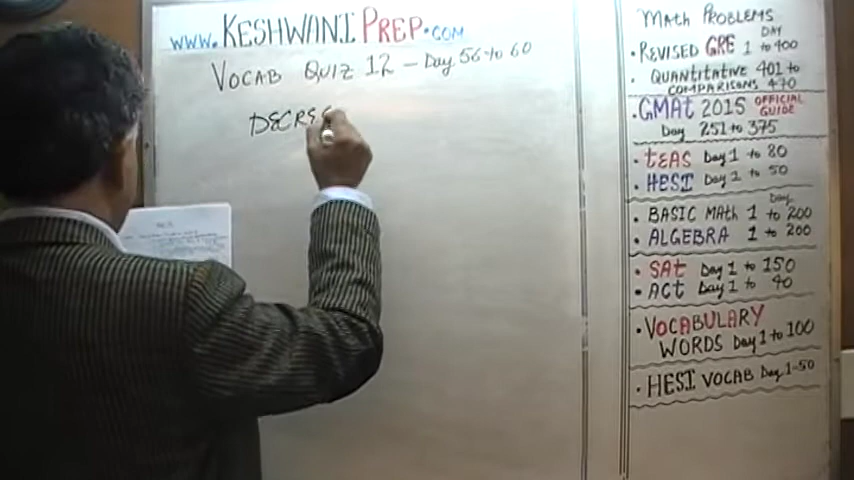 www.KESHWANIPREP.COM
VOCAB QUIZ 12 - Day 56 to 60
DECRE
MATH PROBLEMS
DAY
• REVISED GRE 1 to 400
• QUANTITATIVE 401 to
COMPARISONS 470
• GMAT 2015 OFFICIAL
GUIDE
Day 251 to 375
• TEAS Day 1 to 80
• HESI Day 1 to 50
Day
• BASIC MATH 1 to 200
• ALGEBRA 1 to 200
• SAT Day 1 to 150
• ACT Day 1 to 40
• VOCABULARY
WORDS Day 1 to 100
• HESI VOCAB Day 1-50